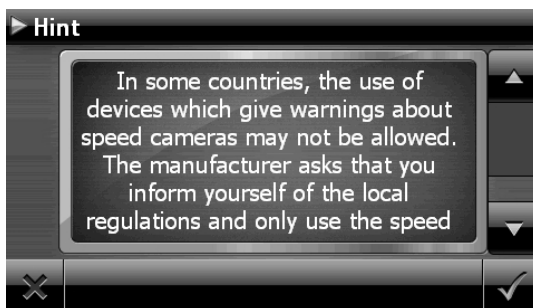 Hint
In some countries, the use of
devices which give warnings about
speed cameras may not be allowed.
The manufacturer asks that you
inform yourself of the local
regulations and only use the speed